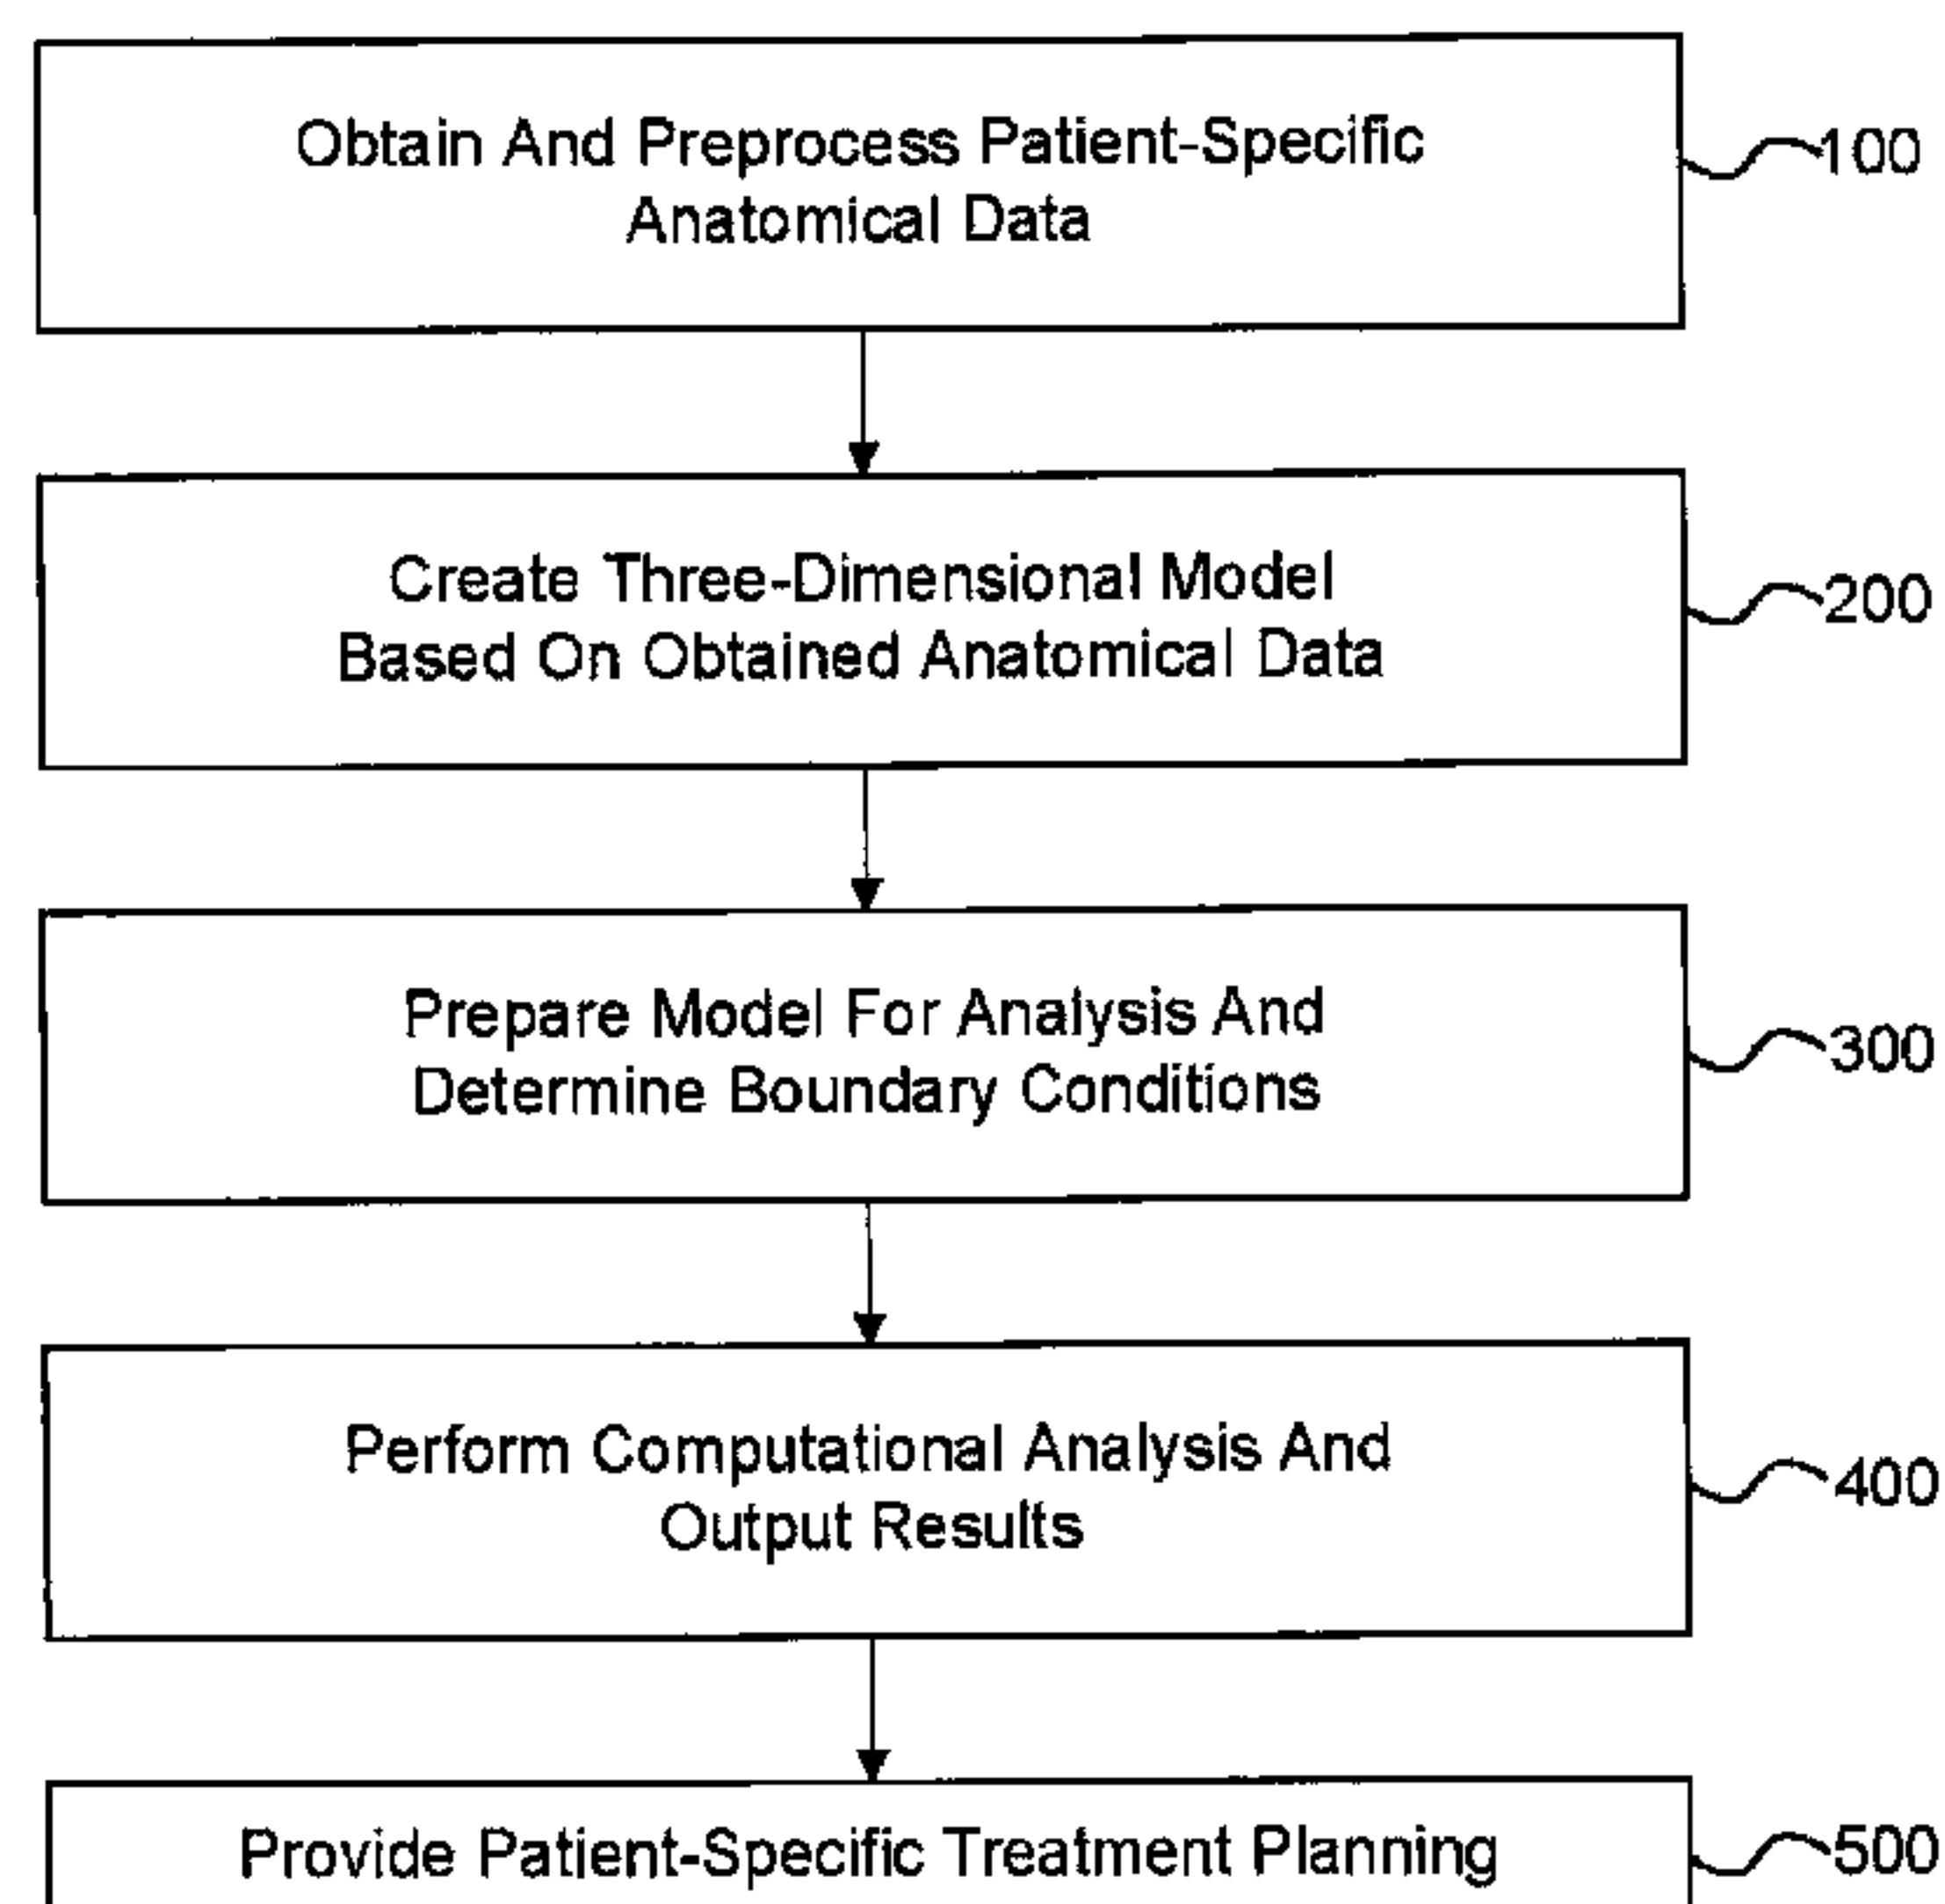 Obtain And Preprocess Patient-Specific
Anatomical Data
100
Create Three-Dimensional Model
Based On Obtained Anatomical Data
200
Prepare Model For Analysis And
Determine Boundary Conditions
300
Perform Computational Analysis And
Output Results
400
Provide Patient-Specific Treatment Planning
500